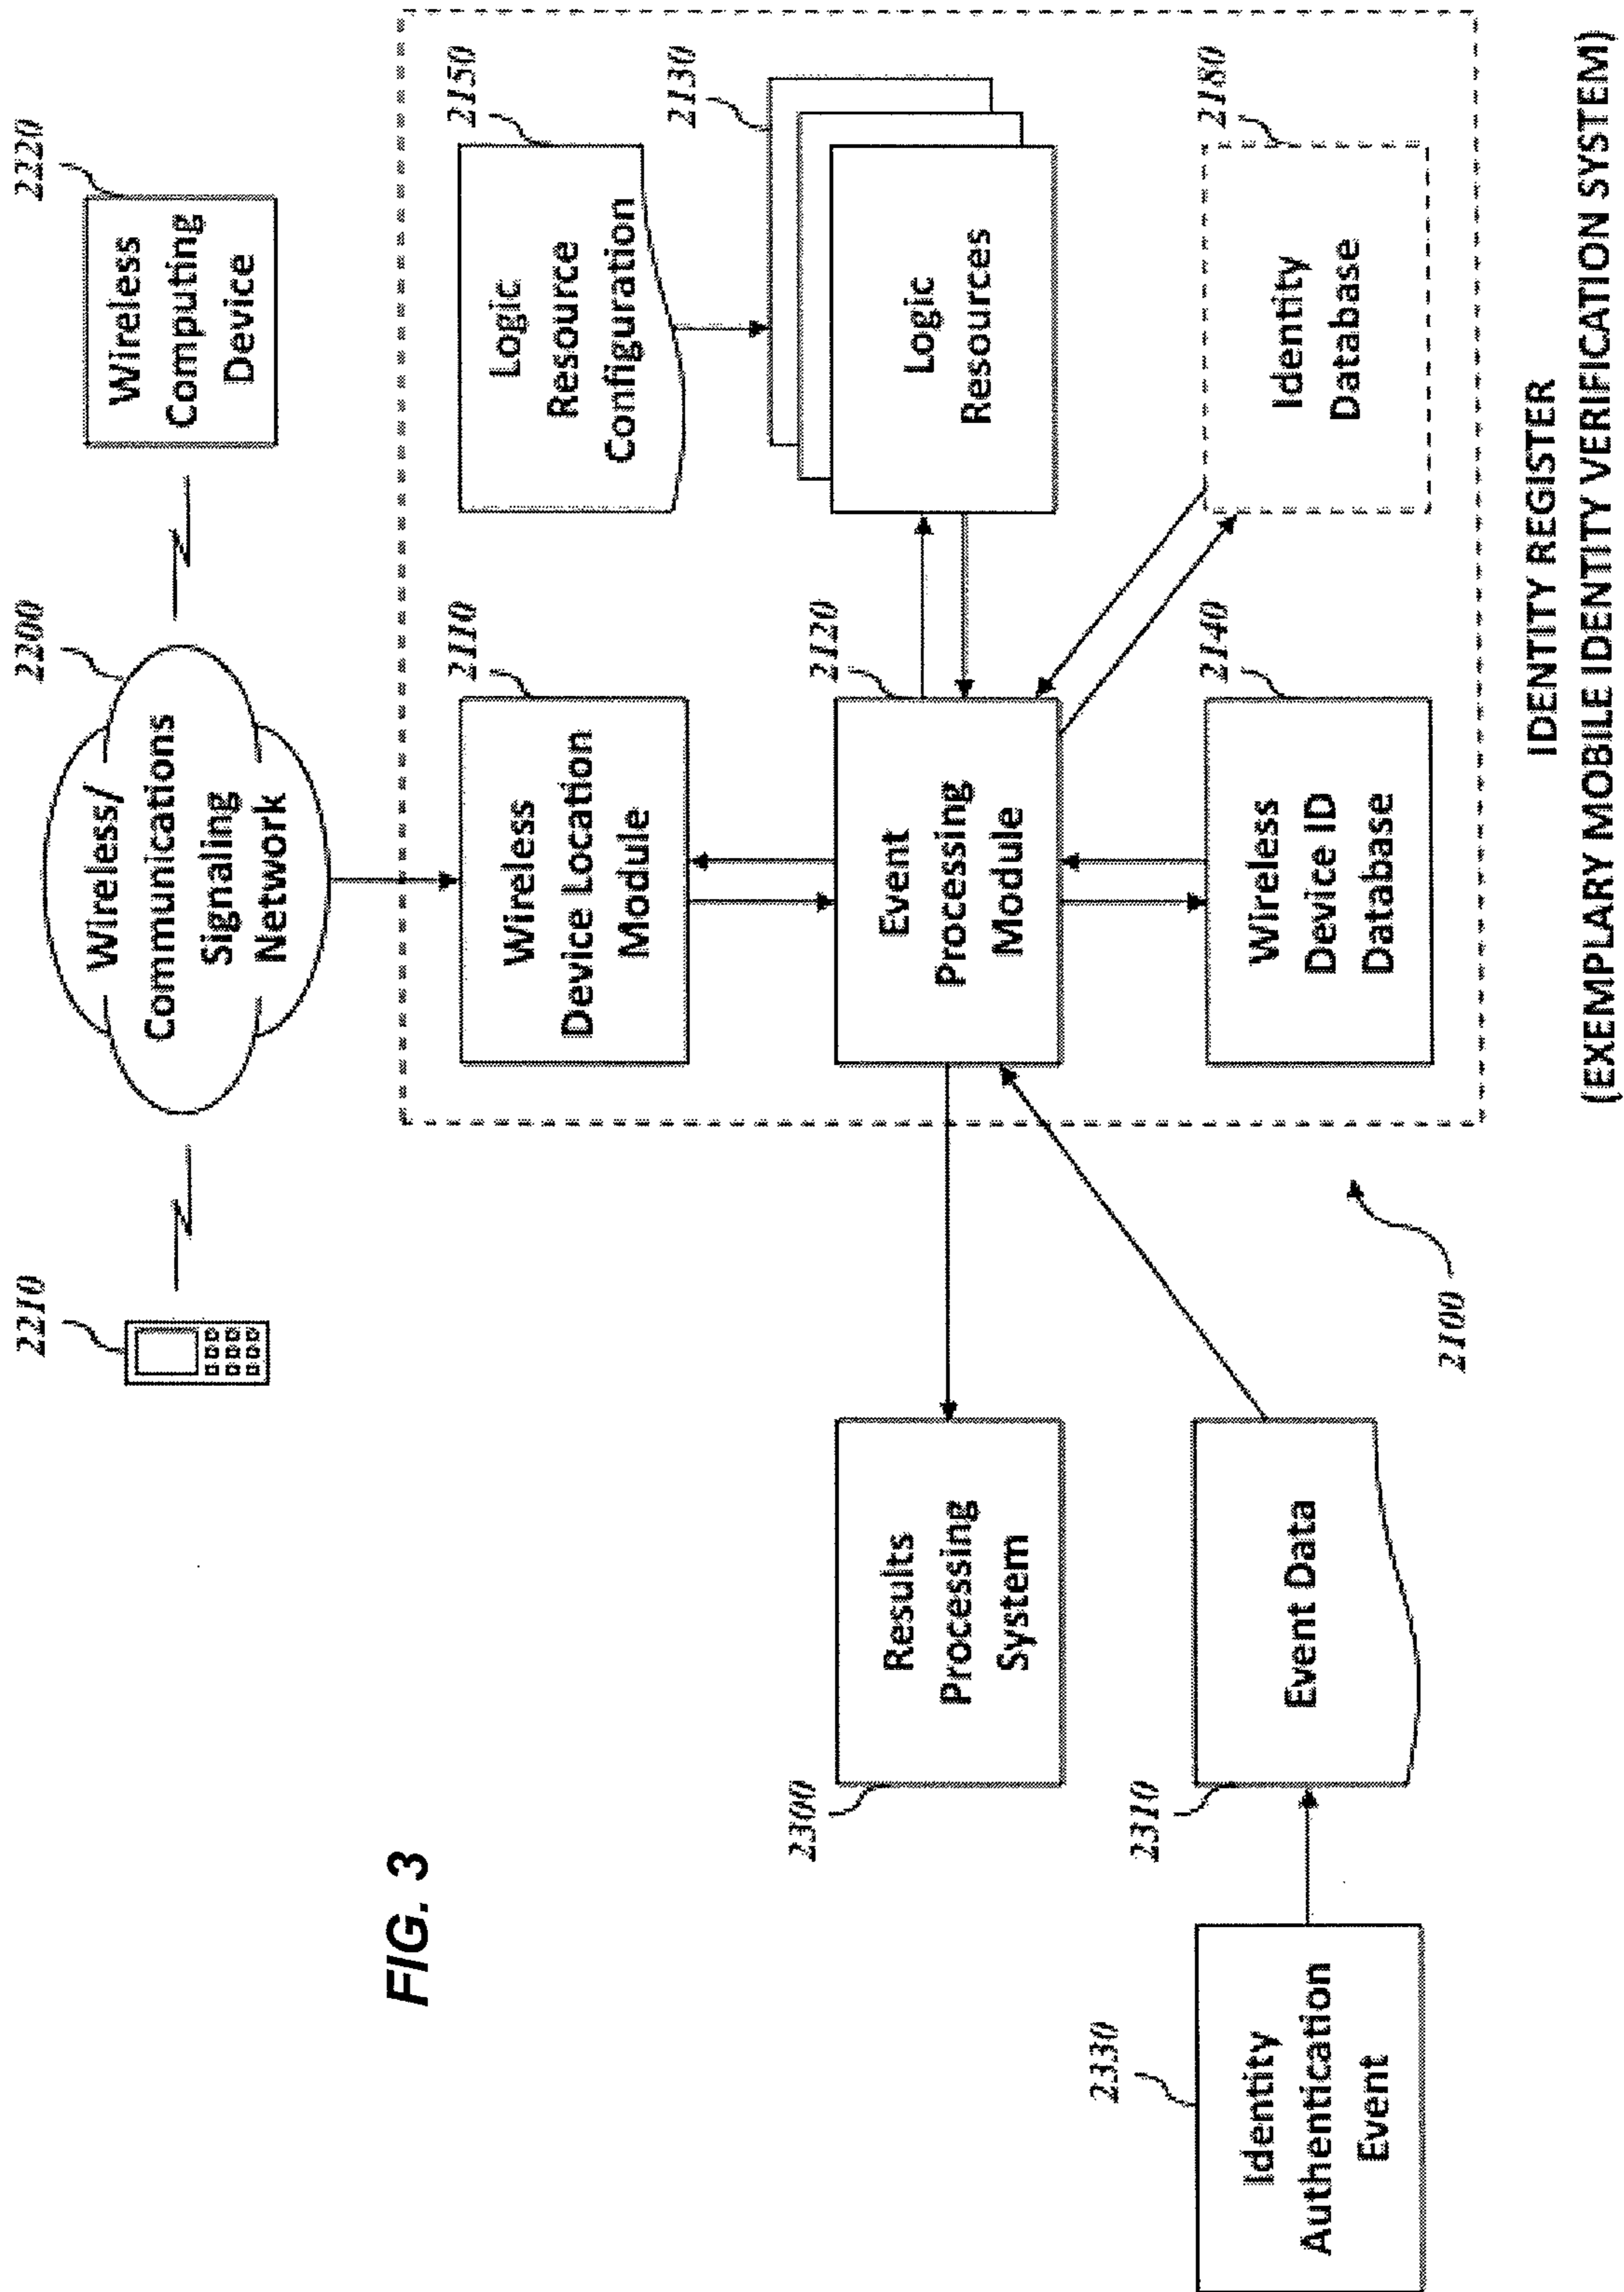 FIG. 3
2210
2200
2220
Wireless/
Communications
Signaling
Network
Wireless
Computing
Device
2110
Wireless
Device Location
Module
2150
Logic
Resource
Configuration
2300
Results
Processing
System
2120
Event
Processing
Module
2130
Logic
Resources
2330
Identity
Authentication
Event
2310
Event Data
2140
Wireless
Device ID
Database
2180
Identity
Database
2100
IDENTITY REGISTER
(EXEMPLARY MOBILE IDENTITY VERIFICATION SYSTEM)